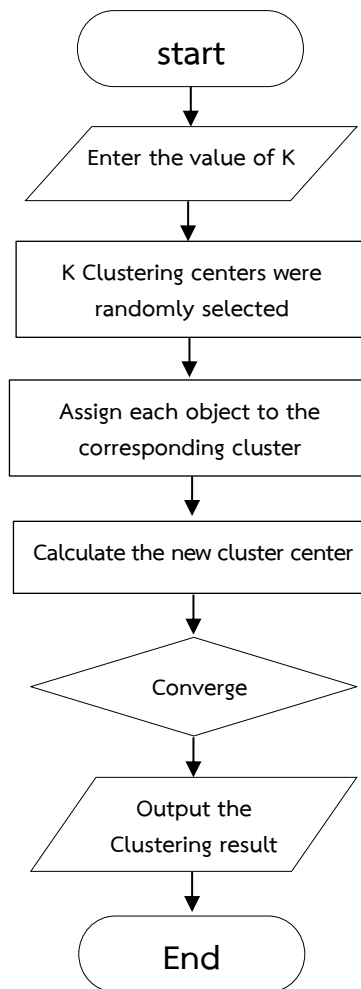 start
Enter the value of K
K Clustering centers were
randomly selected
Assign each object to the
corresponding cluster
Calculate the new cluster center
Converge
Output the
Clustering result
End